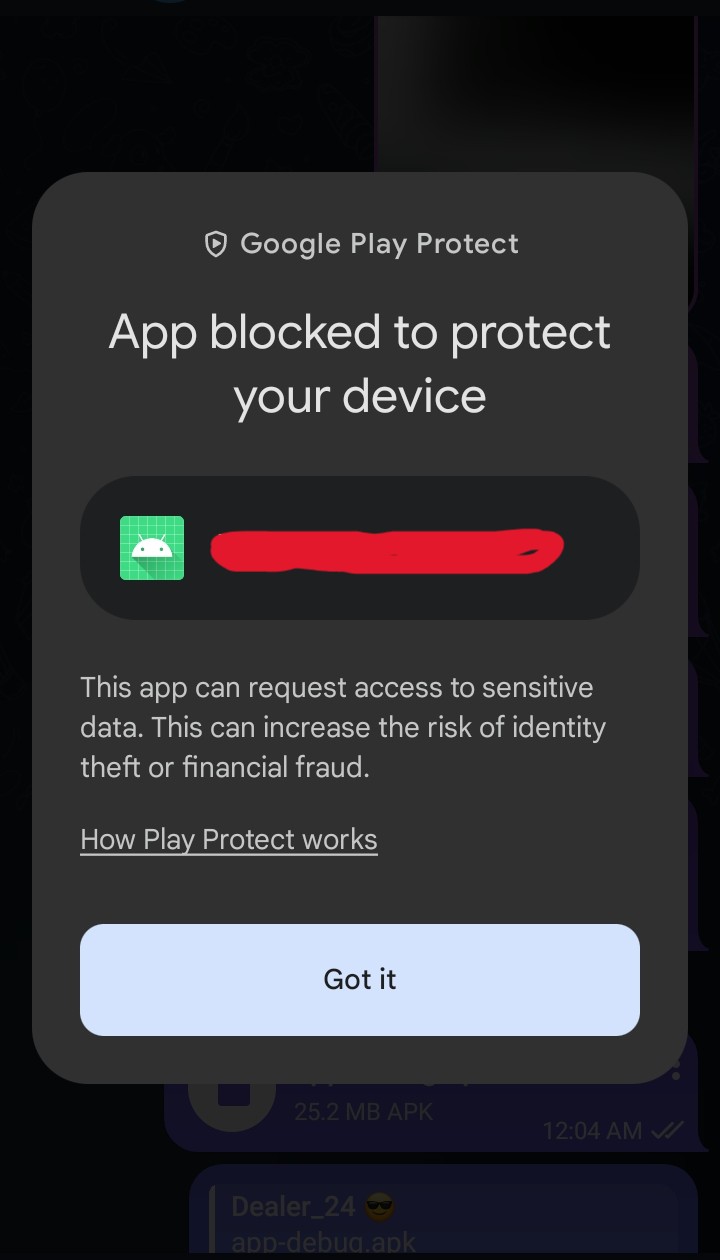 Google Play Protect
App blocked to protect
your device
This app can request access to sensitive
data. This can increase the risk of identity
theft or financial fraud.
How Play Protect works
Got it
25.2 MB APK
12:04 AM
Dealer_24 😎
app-debug.apk